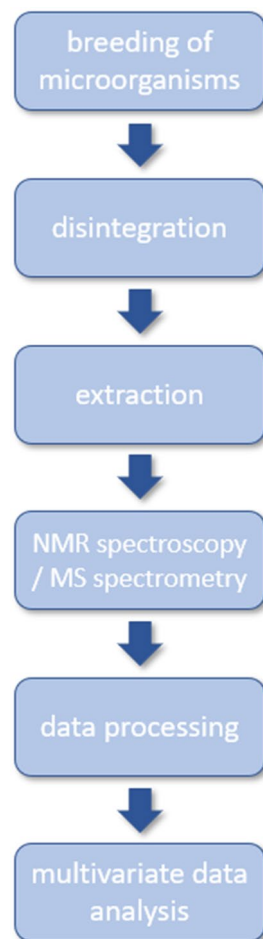 breeding of
microorganisms
disintegration
extraction
NMR spectroscopy
/ MS spectrometry
data processing
multivariate data
analysis